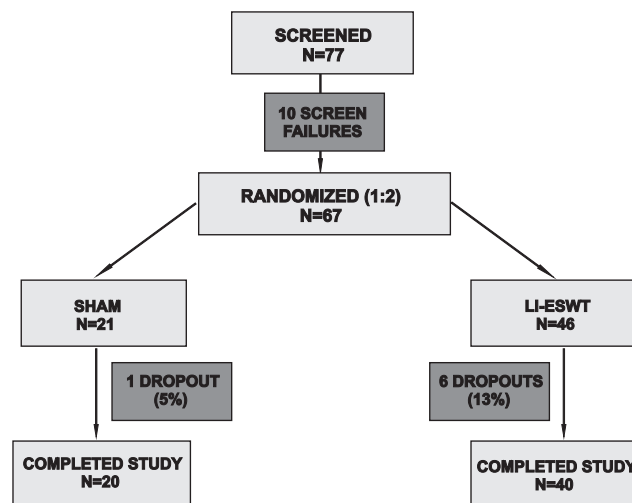 SCREENED
N=77
10 SCREEN
FAILURES
RANDOMIZED (1:2)
N=67
SHAM
N=21
LI-ESWT
N=46
1 DROPOUT
(5%)
6 DROPOUTS
(13%)
COMPLETED STUDY
N=20
COMPLETED STUDY
N=40